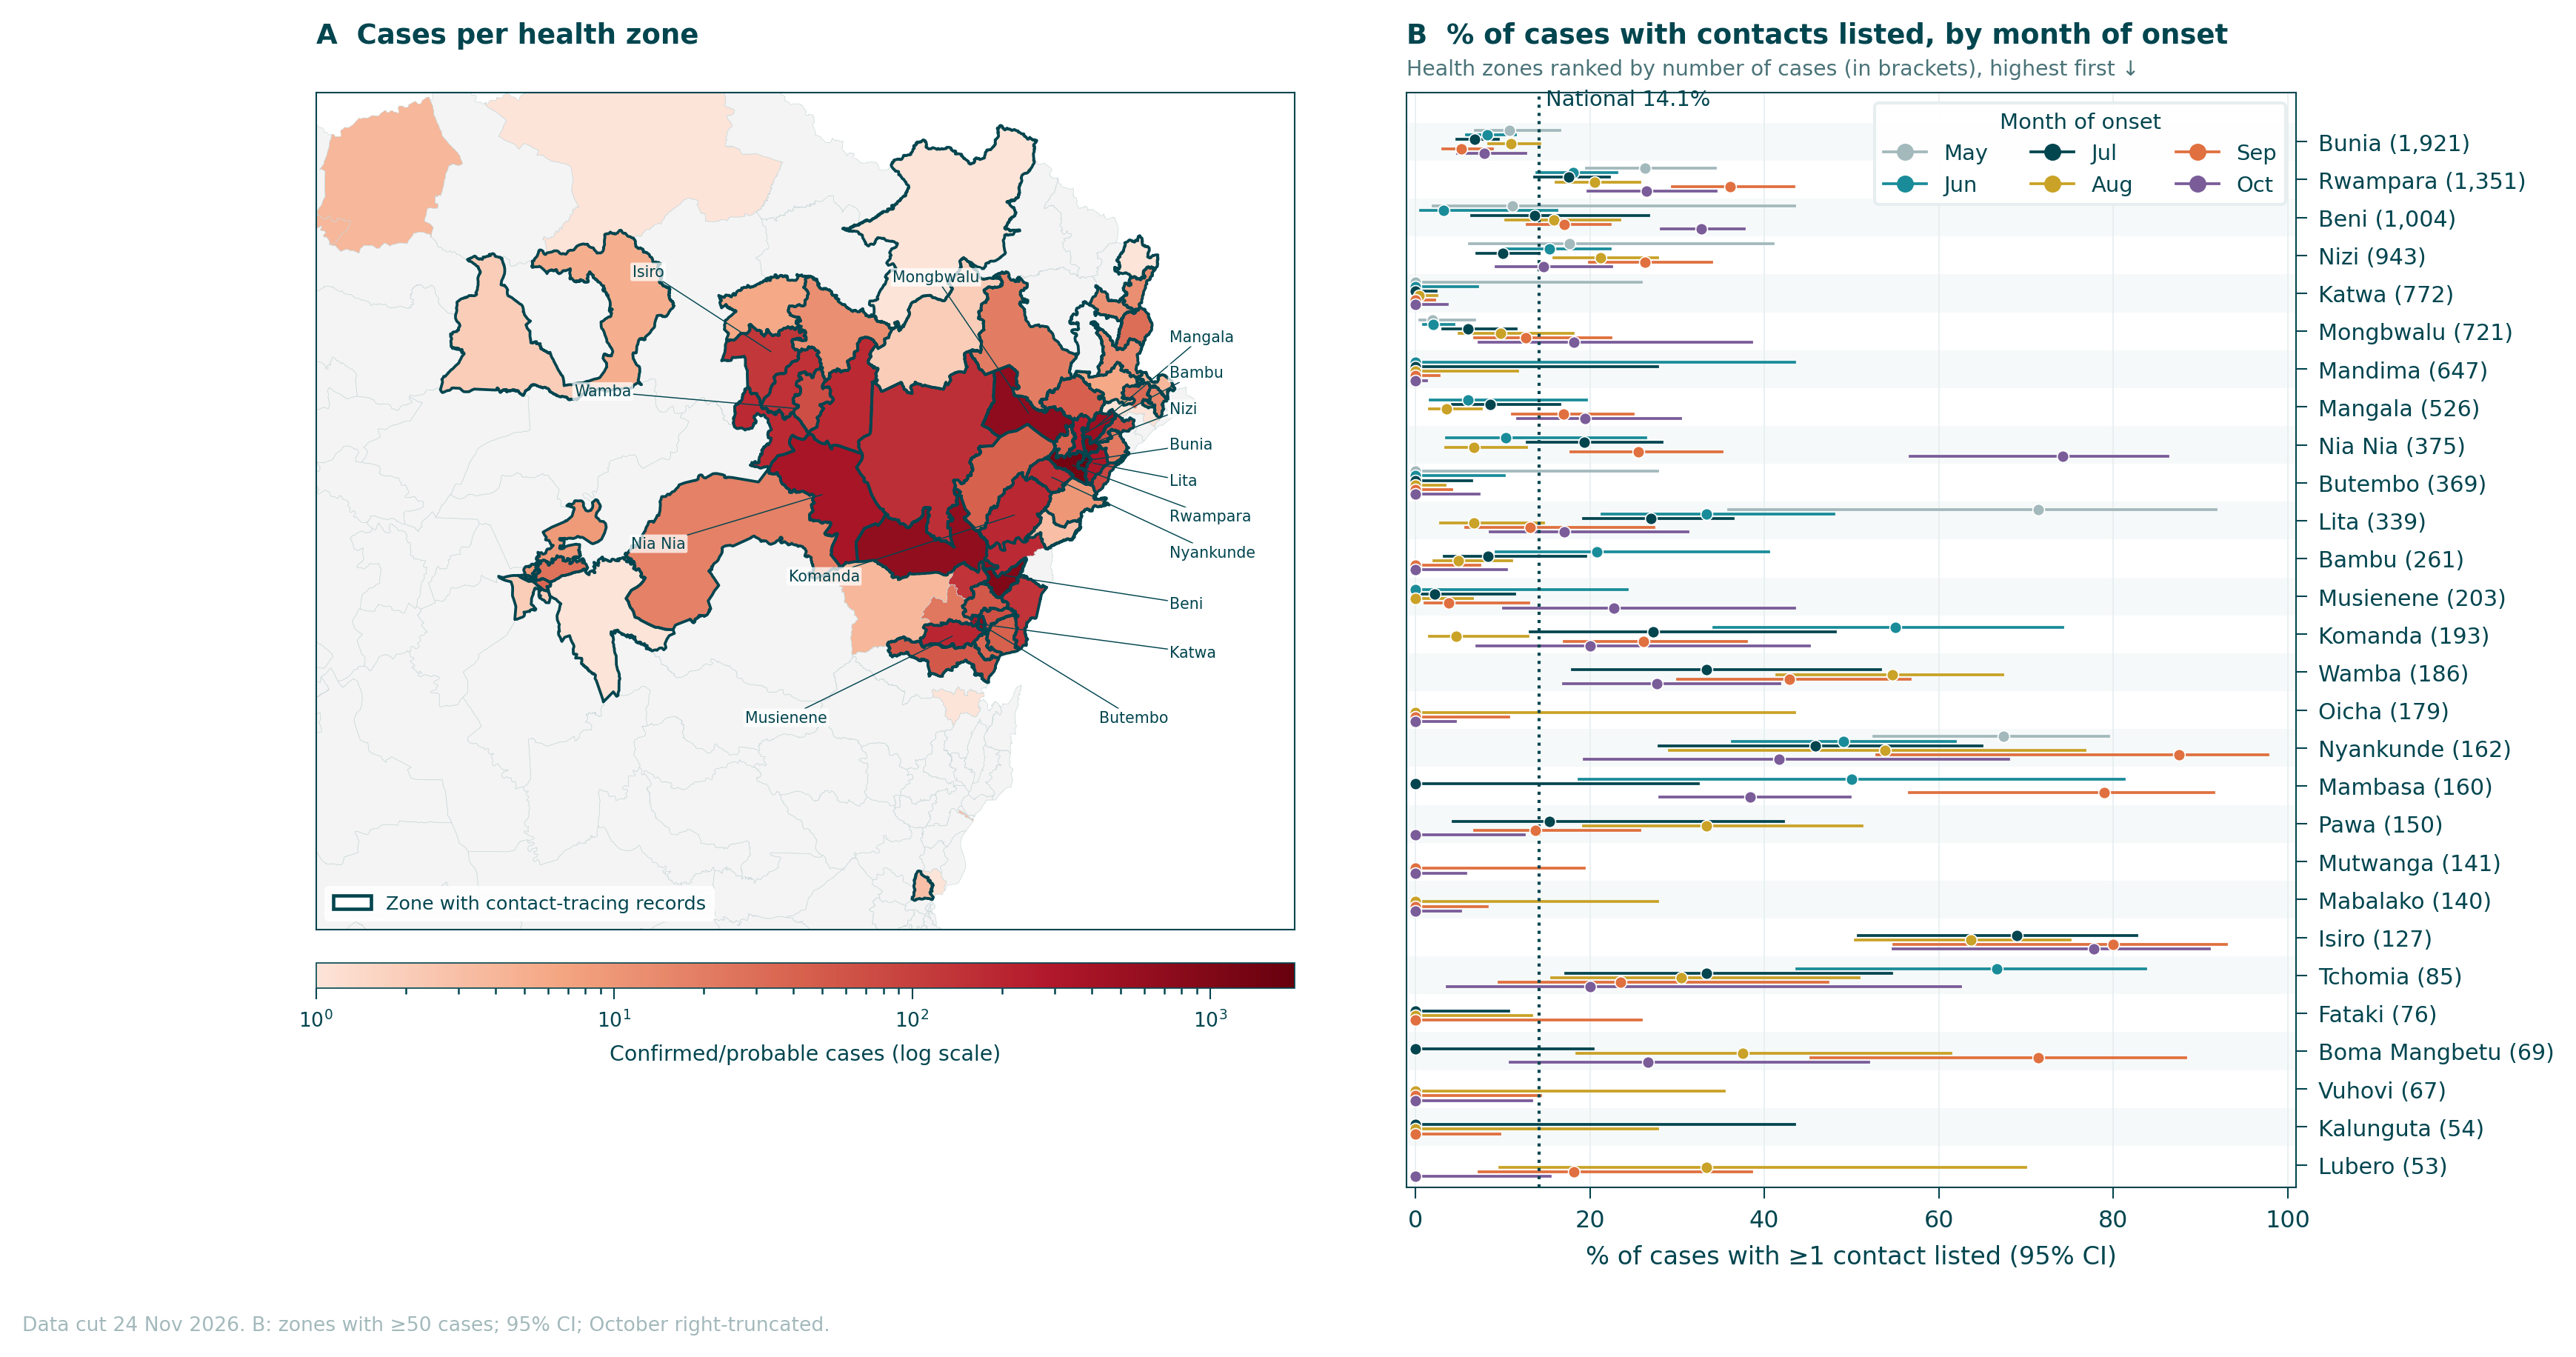 A Cases per health zone
Isiro
Mongbwalu
Mangala
Bambu
Wamba
Nizi
Bunia
Lita
Rwampara
Nia Nia
Nyankunde
Komanda
Beni
Katwa
Musienene
Butembo
Zone with contact-tracing records
10⁰ 10¹ 10² 10³
Confirmed/probable cases (log scale)
B % of cases with contacts listed, by month of onset
Health zones ranked by number of cases (in brackets), highest first ↓
National 14.1%
Month of onset
May Jul Sep
Jun Aug Oct
Bunia (1,921)
Rwampara (1,351)
Beni (1,004)
Nizi (943)
Katwa (772)
Mongbwalu (721)
Mandima (647)
Mangala (526)
Nia Nia (375)
Butembo (369)
Lita (339)
Bambu (261)
Musienene (203)
Komanda (193)
Wamba (186)
Oicha (179)
Nyankunde (162)
Mambasa (160)
Pawa (150)
Mutwanga (141)
Mabalako (140)
Isiro (127)
Tchomia (85)
Fataki (76)
Boma Mangbetu (69)
Vuhovi (67)
Kalunguta (54)
Lubero (53)
0 20 40 60 80 100
% of cases with ≥1 contact listed (95% CI)
Data cut 24 Nov 2026. B: zones with ≥50 cases; 95% CI; October right-truncated.